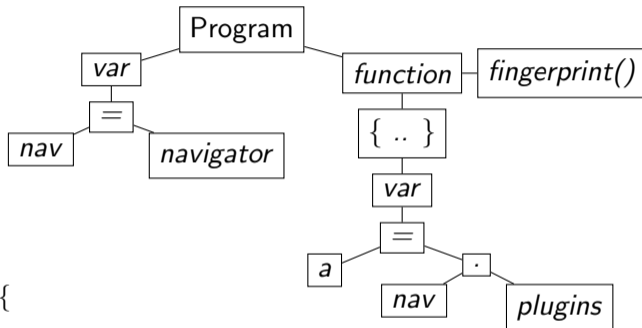 Program
var
function
fingerprint()
=
{ .. }
nav
navigator
var
=
a
.
nav
plugins
{